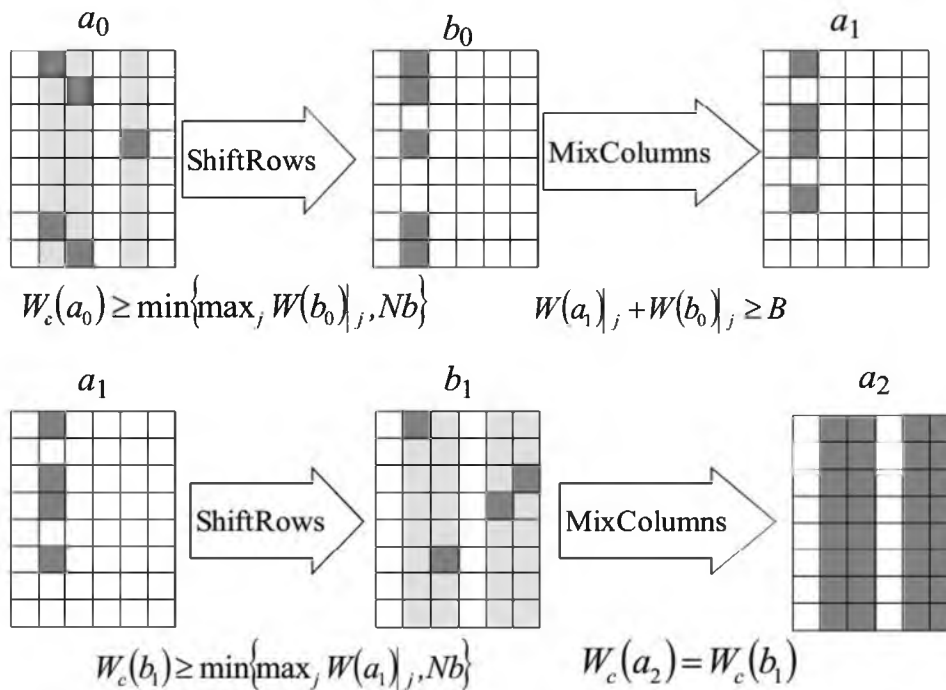 a₀ b₀ a₁
ShiftRows MixColumns
W_c(a₀) ≥ min{max_j W(b₀)|_j, Nb} W(a₁)|_j + W(b₀)|_j ≥ B
a₁ b₁ a₂
ShiftRows MixColumns
W_c(b₁) ≥ min{max_j W(a₁)|_j, Nb} W_c(a₂) = W_c(b₁)